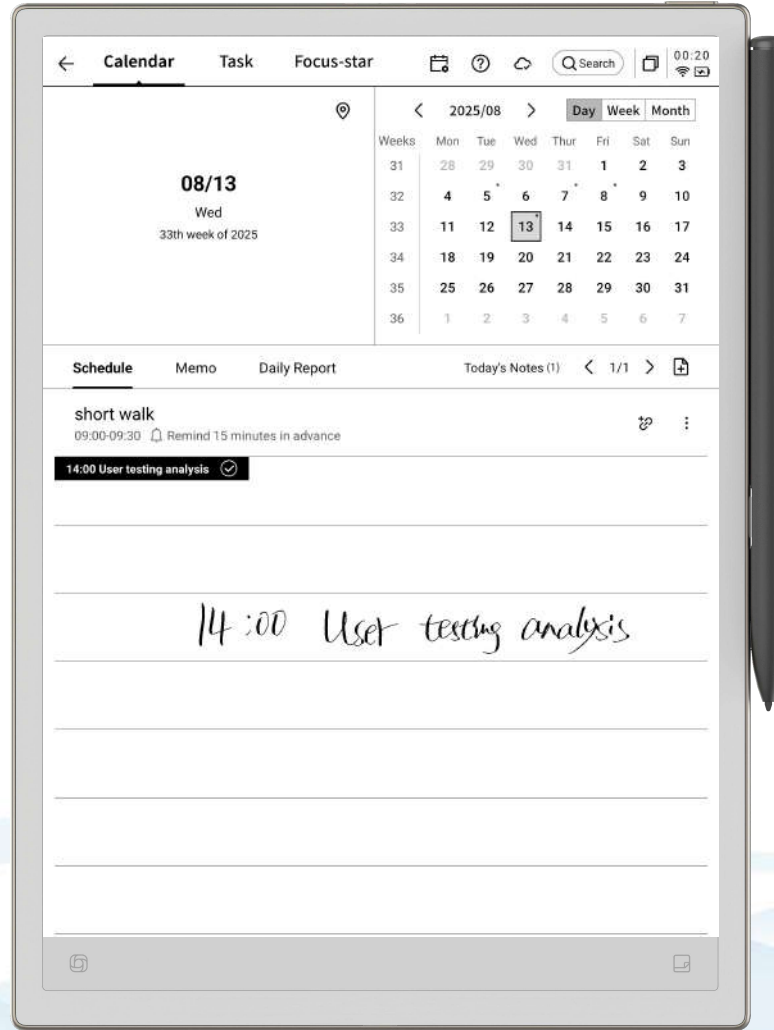 Calendar Task Focus-star Search 00:20
08/13
Wed
33th week of 2025
2025/08 Day Week Month
Weeks Mon Tue Wed Thur Fri Sat Sun
31 28 29 30 31 1 2 3
32 4 5 6 7 8 9 10
33 11 12 13 14 15 16 17
34 18 19 20 21 22 23 24
35 25 26 27 28 29 30 31
36 1 2 3 4 5 6 7
Schedule Memo Daily Report Today's Notes (1) 1/1
short walk
09:00-09:30 Remind 15 minutes in advance
14:00 User testing analysis
14:00 User testing analysis